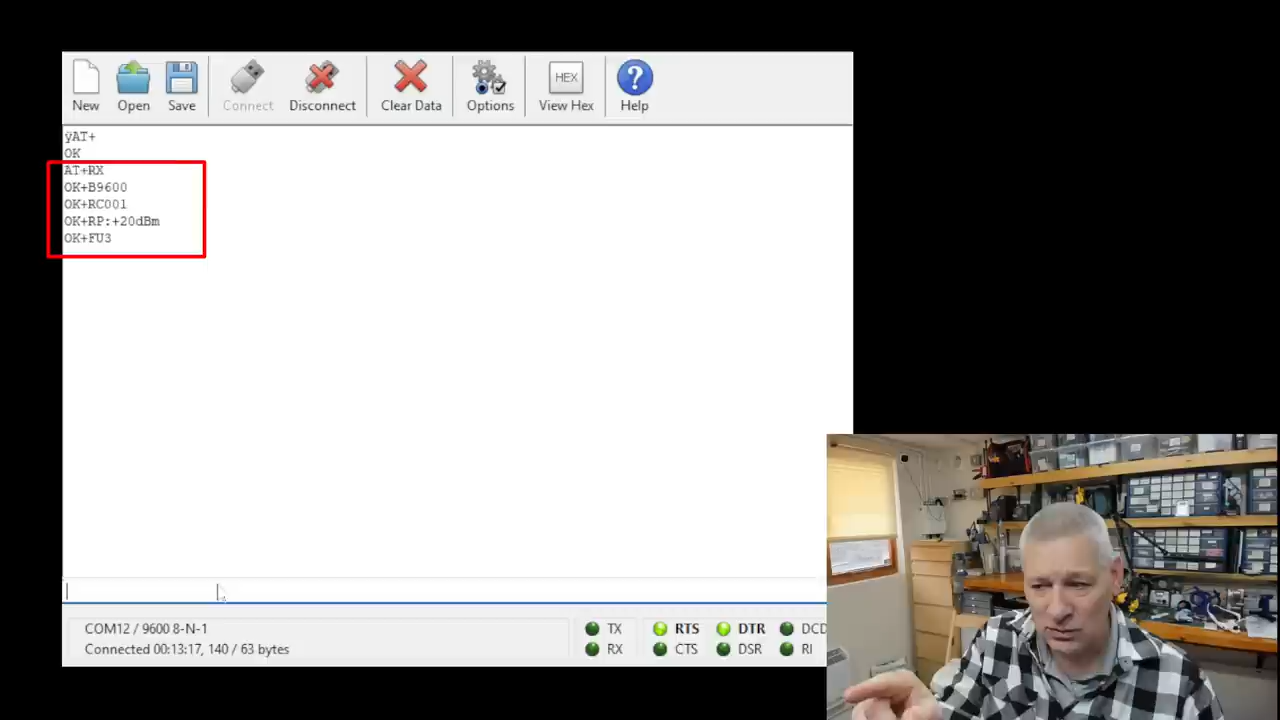 New Open Save Connect Disconnect Clear Data Options HEX View Hex ? Help
ÿAT+
OK
AT+RX
OK+B9600
OK+RC001
OK+RP:+20dBm
OK+FU3
COM12 / 9600 8-N-1
Connected 00:13:17, 140 / 63 bytes
TX RTS DTR DCD
RX CTS DSR RI